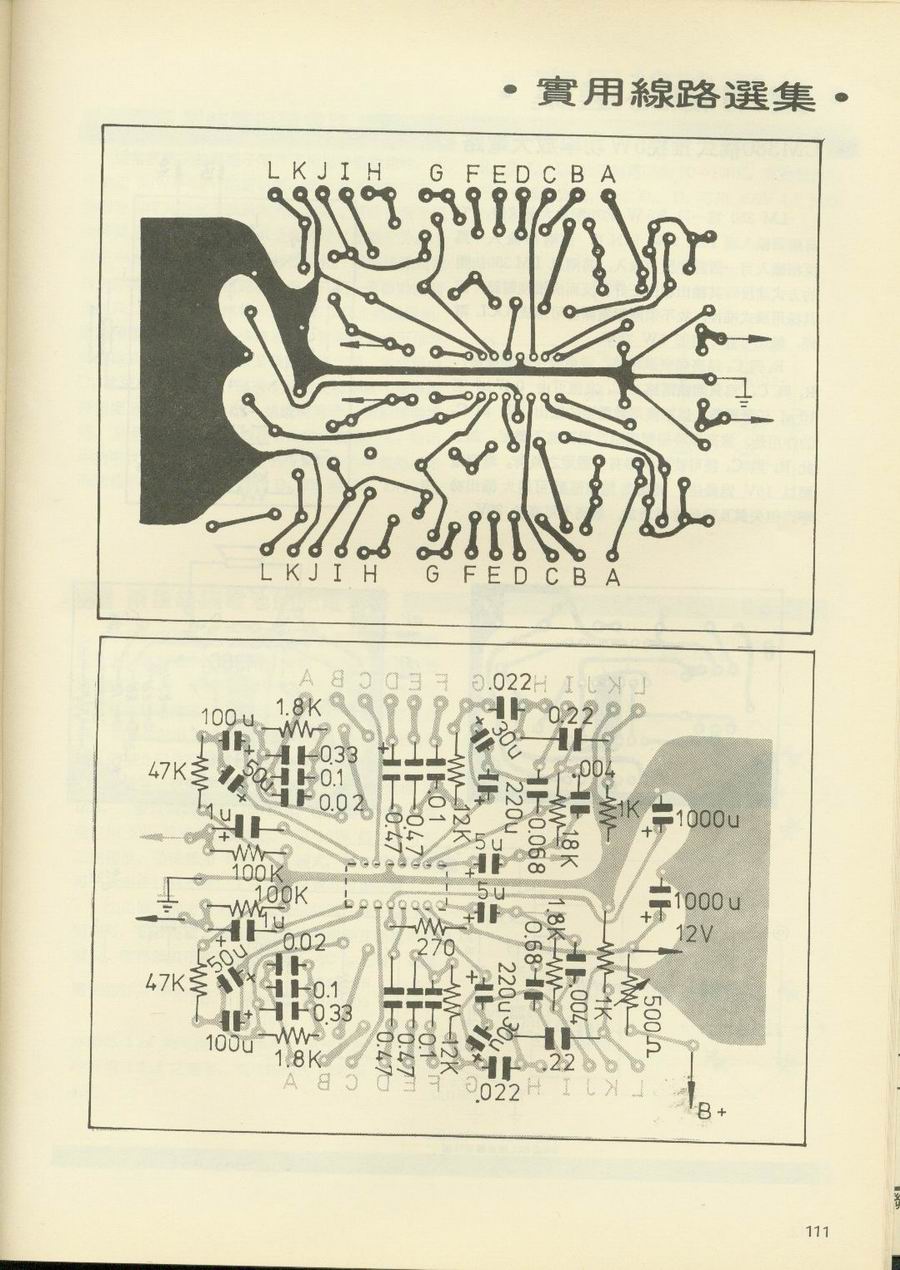 • 實用線路選集 •
L K J I H G F E D C B A
L K J I H G F E D C B A
A B C D E F G .022 H I J K L
100u 1.8K 30u 0.22
47K 50u 0.33 .004
0.1
0.02 0.1 12K 220u 1K 1000u
1u 0.47 0.47 5u 0.068 18K
100K
100K 5u 1000u
1u 270 1.8K 12V
0.02 0.68
47K 50u 0.1 220u .004 1K 500Ω
0.33 30u
100u 1.8K 0.47 0.47 0.1 12K .22
A B C D E F G .022 H I J K L
B+
111